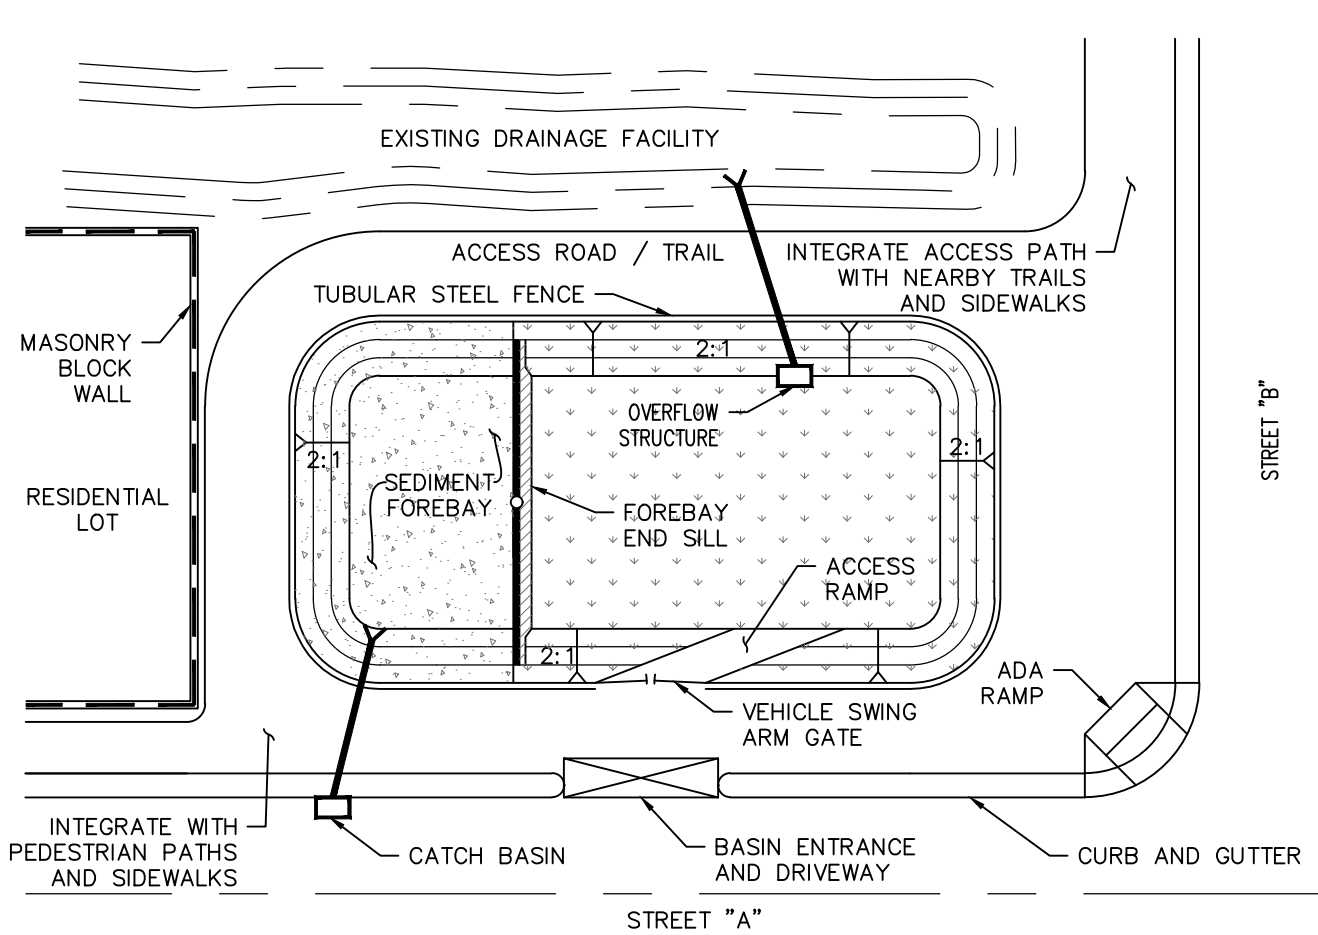 EXISTING DRAINAGE FACILITY
ACCESS ROAD / TRAIL
INTEGRATE ACCESS PATH
WITH NEARBY TRAILS
AND SIDEWALKS
TUBULAR STEEL FENCE
MASONRY
BLOCK
WALL
2:1
OVERFLOW
STRUCTURE
STREET "B"
2:1
2:1
SEDIMENT
FOREBAY
RESIDENTIAL
LOT
FOREBAY
END SILL
ACCESS
RAMP
2:1
ADA
RAMP
VEHICLE SWING
ARM GATE
INTEGRATE WITH
PEDESTRIAN PATHS
AND SIDEWALKS
CATCH BASIN
BASIN ENTRANCE
AND DRIVEWAY
CURB AND GUTTER
STREET "A"